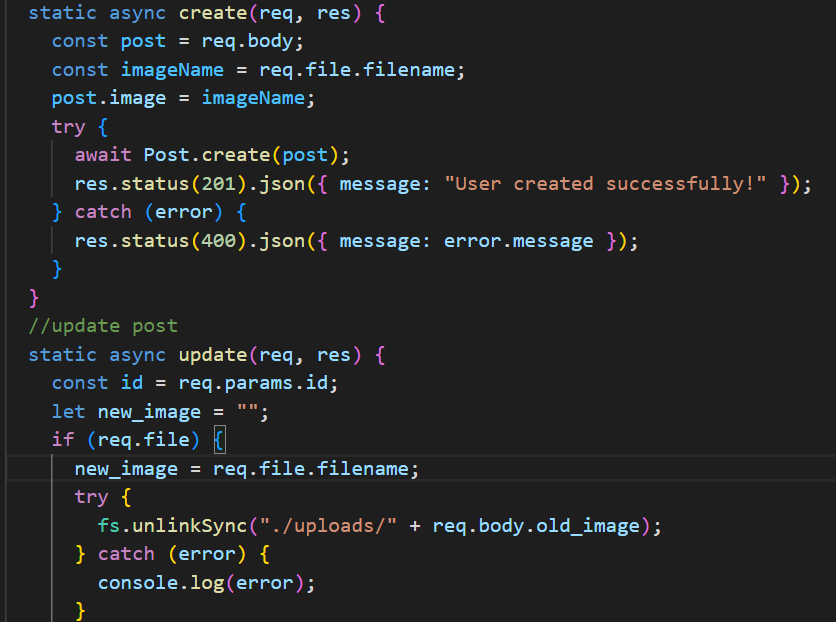 static async create(req, res) {
const post = req.body;
const imageName = req.file.filename;
post.image = imageName;
try {
await Post.create(post);
res.status(201).json({ message: "User created successfully!" });
} catch (error) {
res.status(400).json({ message: error.message });
}
}
//update post
static async update(req, res) {
const id = req.params.id;
let new_image = "";
if (req.file) {
new_image = req.file.filename;
try {
fs.unlinkSync("./uploads/" + req.body.old_image);
} catch (error) {
console.log(error);
}